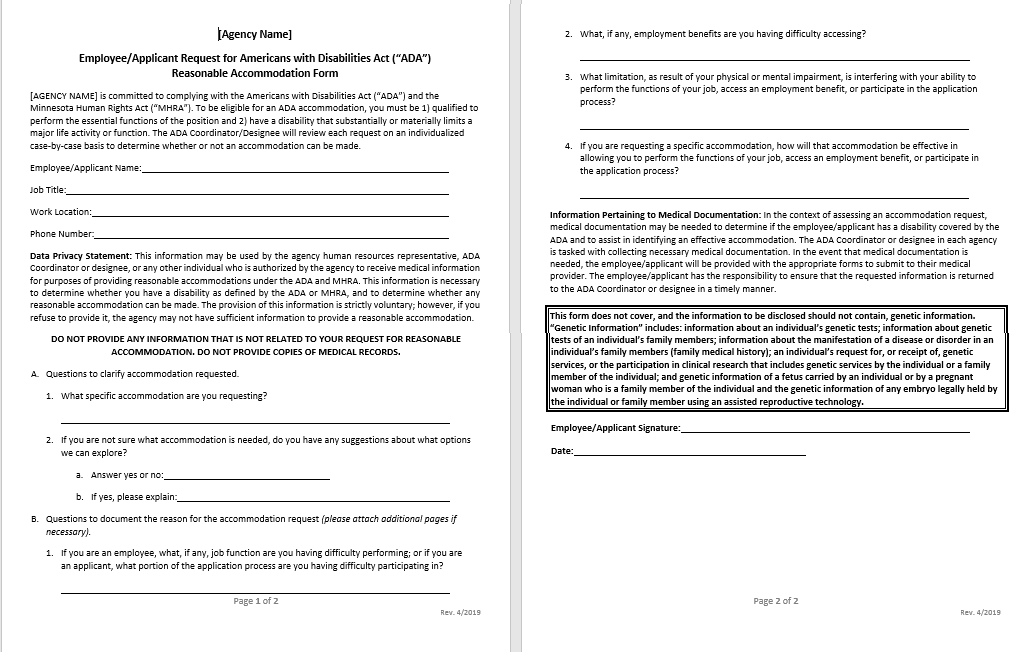 [Agency Name]
Employee/Applicant Request for Americans with Disabilities Act (“ADA”)
Reasonable Accommodation Form
[AGENCY NAME] is committed to complying with the Americans with Disabilities Act (“ADA”) and the
Minnesota Human Rights Act (“MHRA”). To be eligible for an ADA accommodation, you must be 1) qualified to
perform the essential functions of the position and 2) have a disability that substantially or materially limits a
major life activity or function. The ADA Coordinator/Designee will review each request on an individualized
case-by-case basis to determine whether or not an accommodation can be made.
Employee/Applicant Name:
Job Title:
Work Location:
Phone Number:
Data Privacy Statement: This information may be used by the agency human resources representative, ADA
Coordinator or designee, or any other individual who is authorized by the agency to receive medical information
for purposes of providing reasonable accommodations under the ADA and MHRA. This information is necessary
to determine whether you have a disability as defined by the ADA or MHRA, and to determine whether any
reasonable accommodation can be made. The provision of this information is strictly voluntary; however, if you
refuse to provide it, the agency may not have sufficient information to provide a reasonable accommodation.
DO NOT PROVIDE ANY INFORMATION THAT IS NOT RELATED TO YOUR REQUEST FOR REASONABLE
ACCOMMODATION. DO NOT PROVIDE COPIES OF MEDICAL RECORDS.
A. Questions to clarify accommodation requested.
1. What specific accommodation are you requesting?
2. If you are not sure what accommodation is needed, do you have any suggestions about what options
we can explore?
a. Answer yes or no:
b. If yes, please explain:
B. Questions to document the reason for the accommodation request (please attach additional pages if
necessary).
1. If you are an employee, what, if any, job function are you having difficulty performing; or if you are
an applicant, what portion of the application process are you having difficulty participating in?
Page 1 of 2
Rev. 4/2019
2. What, if any, employment benefits are you having difficulty accessing?
3. What limitation, as result of your physical or mental impairment, is interfering with your ability to
perform the functions of your job, access an employment benefit, or participate in the application
process?
4. If you are requesting a specific accommodation, how will that accommodation be effective in
allowing you to perform the functions of your job, access an employment benefit, or participate in
the application process?
Information Pertaining to Medical Documentation: In the context of assessing an accommodation request,
medical documentation may be needed to determine if the employee/applicant has a disability covered by the
ADA and to assist in identifying an effective accommodation. The ADA Coordinator or designee in each agency
is tasked with collecting necessary medical documentation. In the event that medical documentation is
needed, the employee/applicant will be provided with the appropriate forms to submit to their medical
provider. The employee/applicant has the responsibility to ensure that the requested information is returned
to the ADA Coordinator or designee in a timely manner.
This form does not cover, and the information to be disclosed should not contain, genetic information.
“Genetic Information” includes: information about an individual’s genetic tests; information about genetic
tests of an individual’s family members; information about the manifestation of a disease or disorder in an
individual’s family members (family medical history); an individual’s request for, or receipt of, genetic
services, or the participation in clinical research that includes genetic services by the individual or a family
member of the individual; and genetic information of a fetus carried by an individual or by a pregnant
woman who is a family member of the individual and the genetic information of any embryo legally held by
the individual or family member using an assisted reproductive technology.
Employee/Applicant Signature:
Date:
Page 2 of 2
Rev. 4/2019